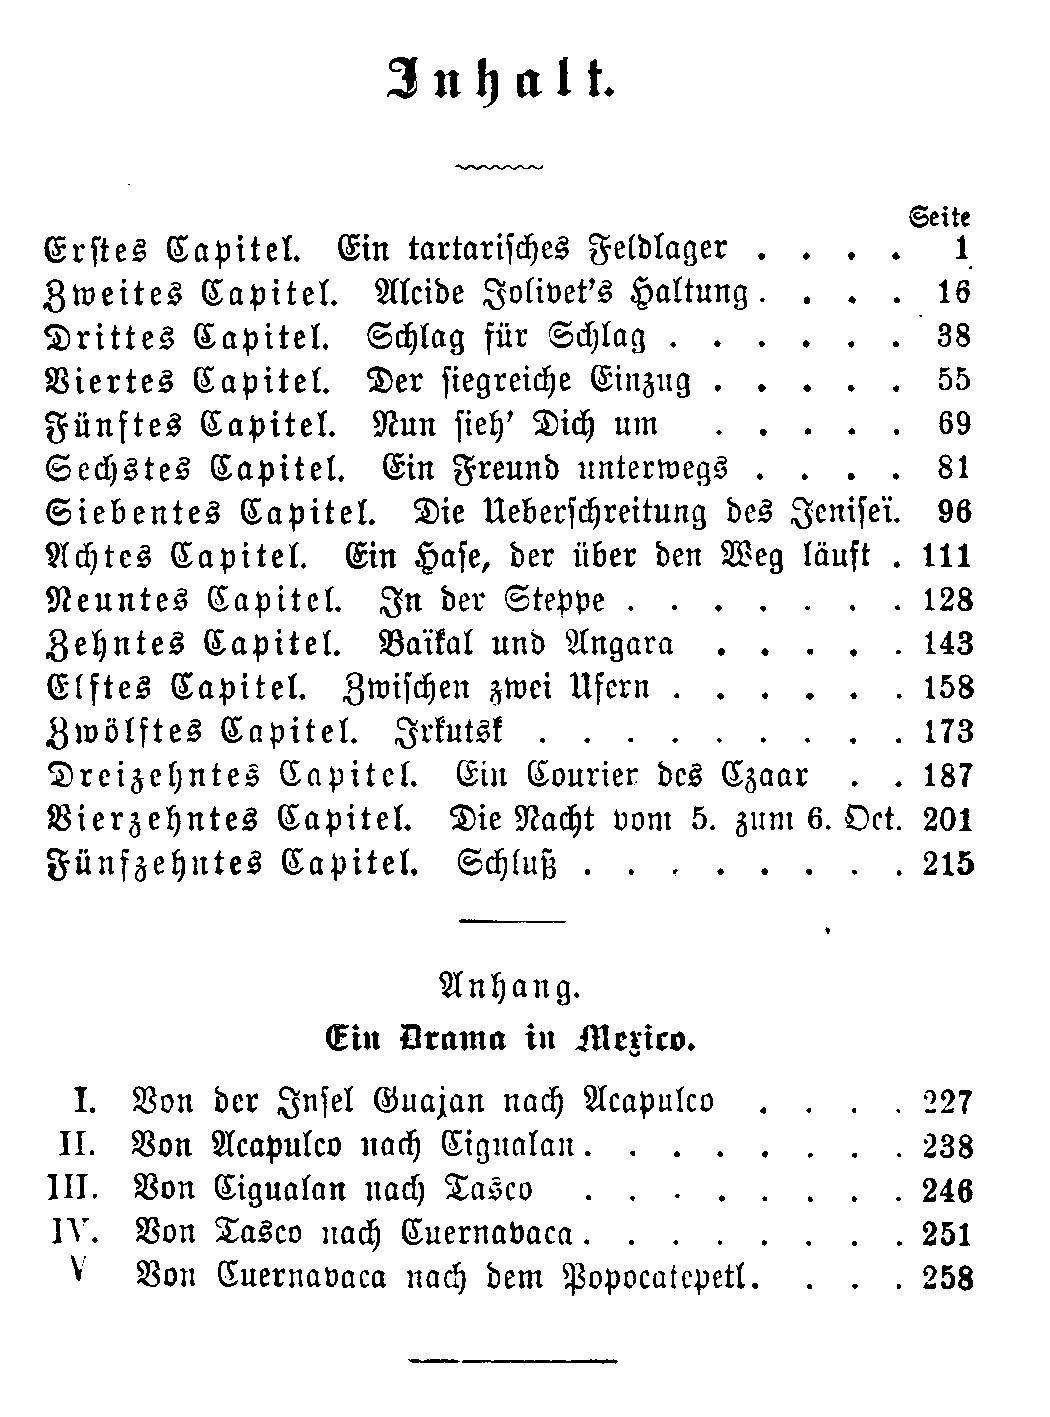 Inhalt.
Seite
Erstes Capitel. Ein tartarisches Feldlager . . . . 1
Zweites Capitel. Alcide Jolivet's Haltung . . . . 16
Drittes Capitel. Schlag für Schlag . . . . . . 38
Viertes Capitel. Der siegreiche Einzug . . . . . 55
Fünftes Capitel. Nun sieh' Dich um . . . . . 69
Sechstes Capitel. Ein Freund unterwegs . . . . 81
Siebentes Capitel. Die Ueberschreitung des Jeniseï. 96
Achtes Capitel. Ein Hase, der über den Weg läuft . 111
Neuntes Capitel. In der Steppe . . . . . . . 128
Zehntes Capitel. Baïkal und Angara . . . . . 143
Elftes Capitel. Zwischen zwei Ufern . . . . . . 158
Zwölftes Capitel. Irkutsk . . . . . . . . . 173
Dreizehntes Capitel. Ein Courier des Czaar . . 187
Vierzehntes Capitel. Die Nacht vom 5. zum 6. Oct. 201
Fünfzehntes Capitel. Schluß . . . . . . . . 215
Anhang.
Ein Drama in Mexico.
I. Von der Insel Guajan nach Acapulco . . . . 227
II. Von Acapulco nach Cigualan . . . . . . . . 238
III. Von Cigualan nach Tasco . . . . . . . . 246
IV. Von Tasco nach Cuernavaca . . . . . . . . 251
V Von Cuernavaca nach dem Popocatepetl. . . . 258